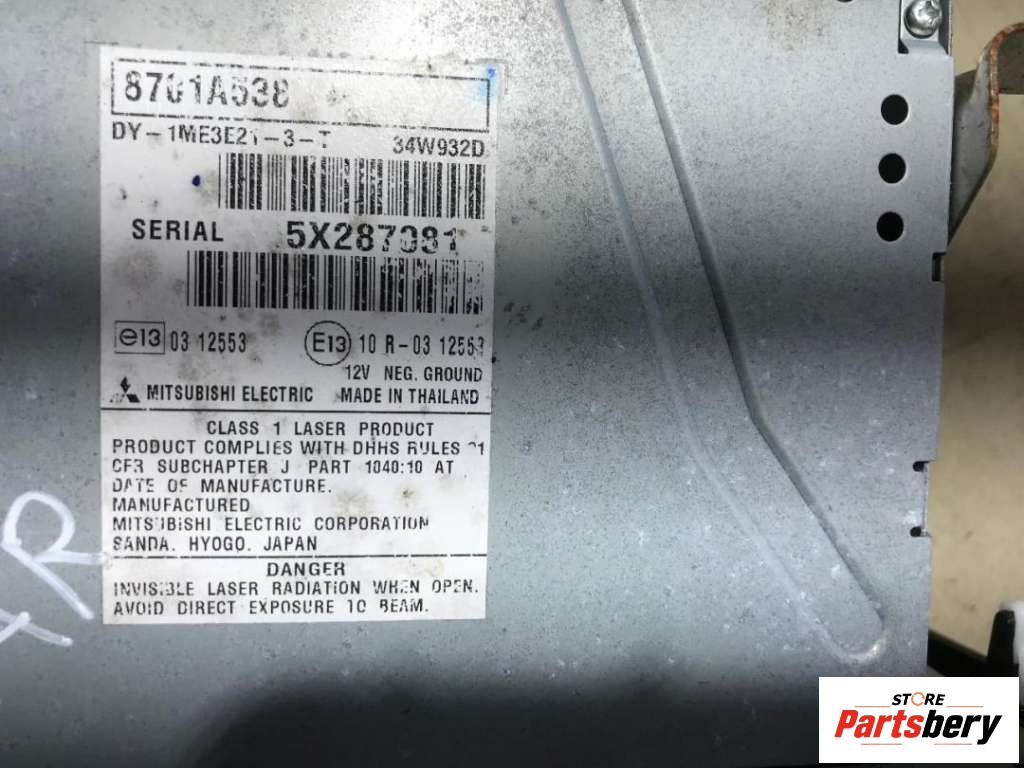 8701A538
DY-1ME3E21-3-T 34W932D
SERIAL 5X287981
e13 03 12553 E13 10 R-03 12553
12V NEG. GROUND
MITSUBISHI ELECTRIC MADE IN THAILAND
CLASS 1 LASER PRODUCT
PRODUCT COMPLIES WITH DHHS RULES 21
CFR SUBCHAPTER J PART 1040:10 AT
DATE OF MANUFACTURE.
MANUFACTURED
MITSUBISHI ELECTRIC CORPORATION
SANDA. HYOGO. JAPAN
DANGER
INVISIBLE LASER RADIATION WHEN OPEN.
AVOID DIRECT EXPOSURE TO BEAM.
STORE
Partsbery